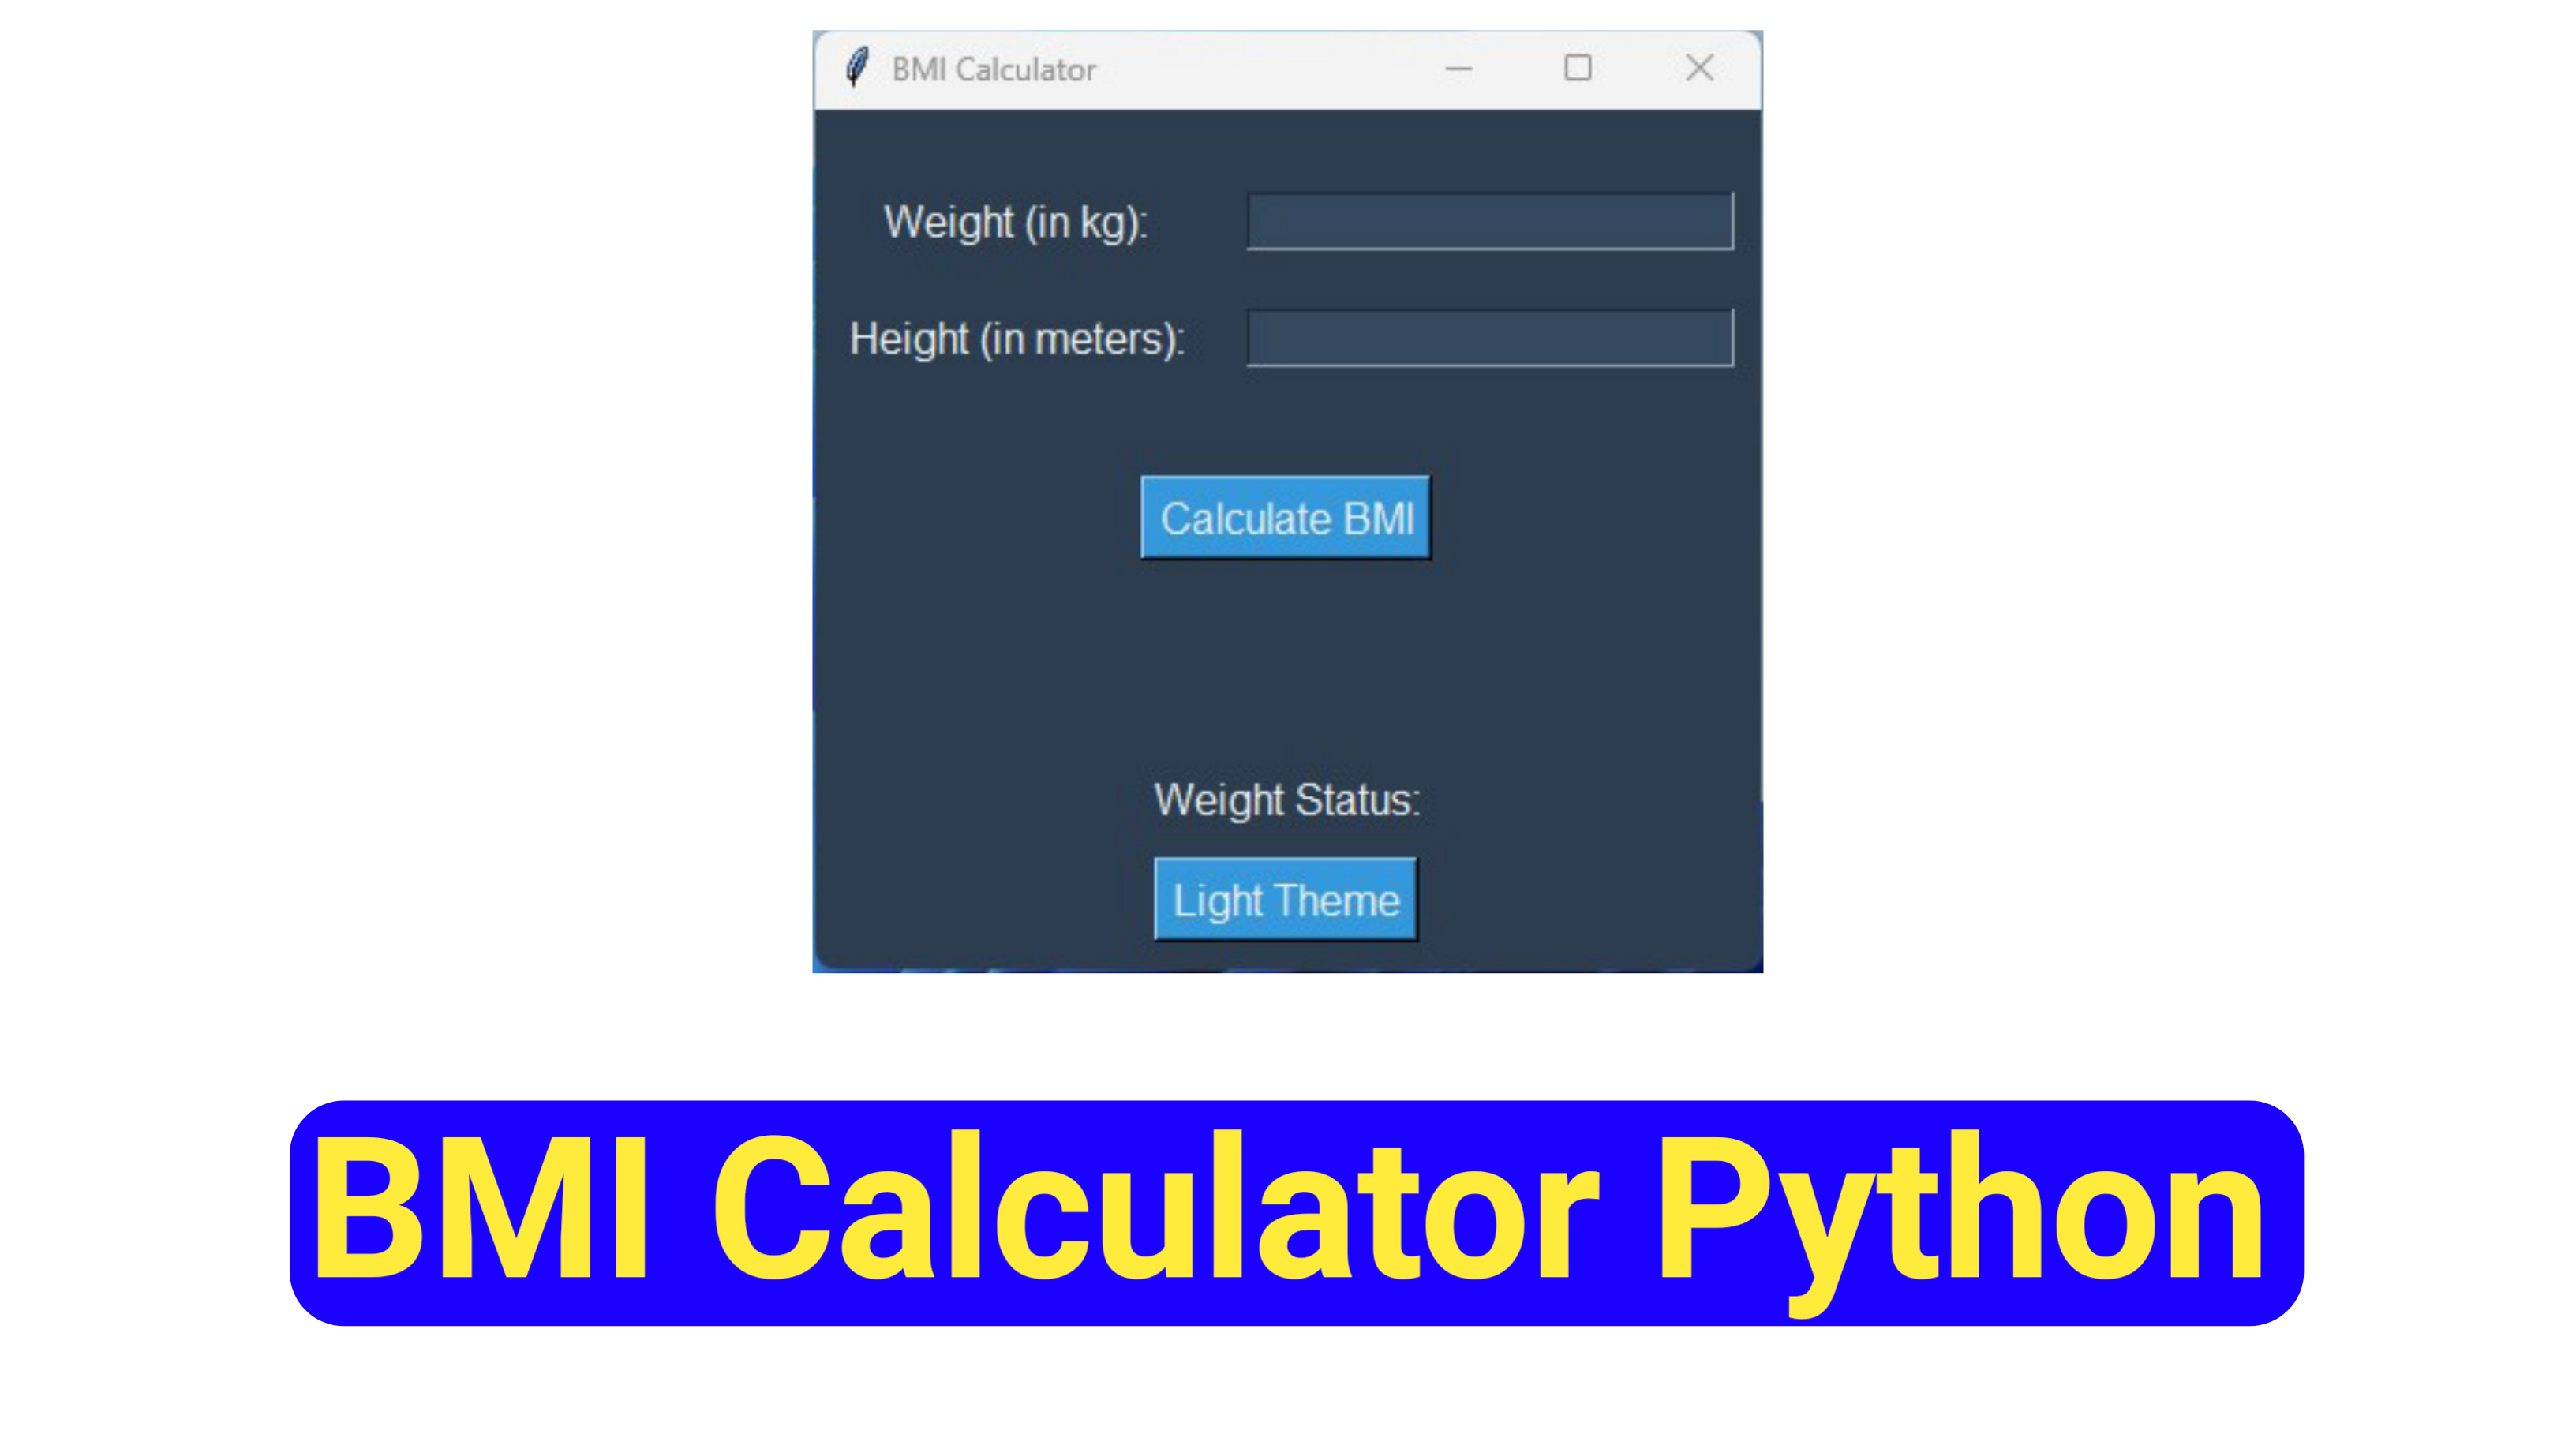 BMI Calculator
Weight (in kg):
Height (in meters):
Calculate BMI
Weight Status:
Light Theme
BMI Calculator Python